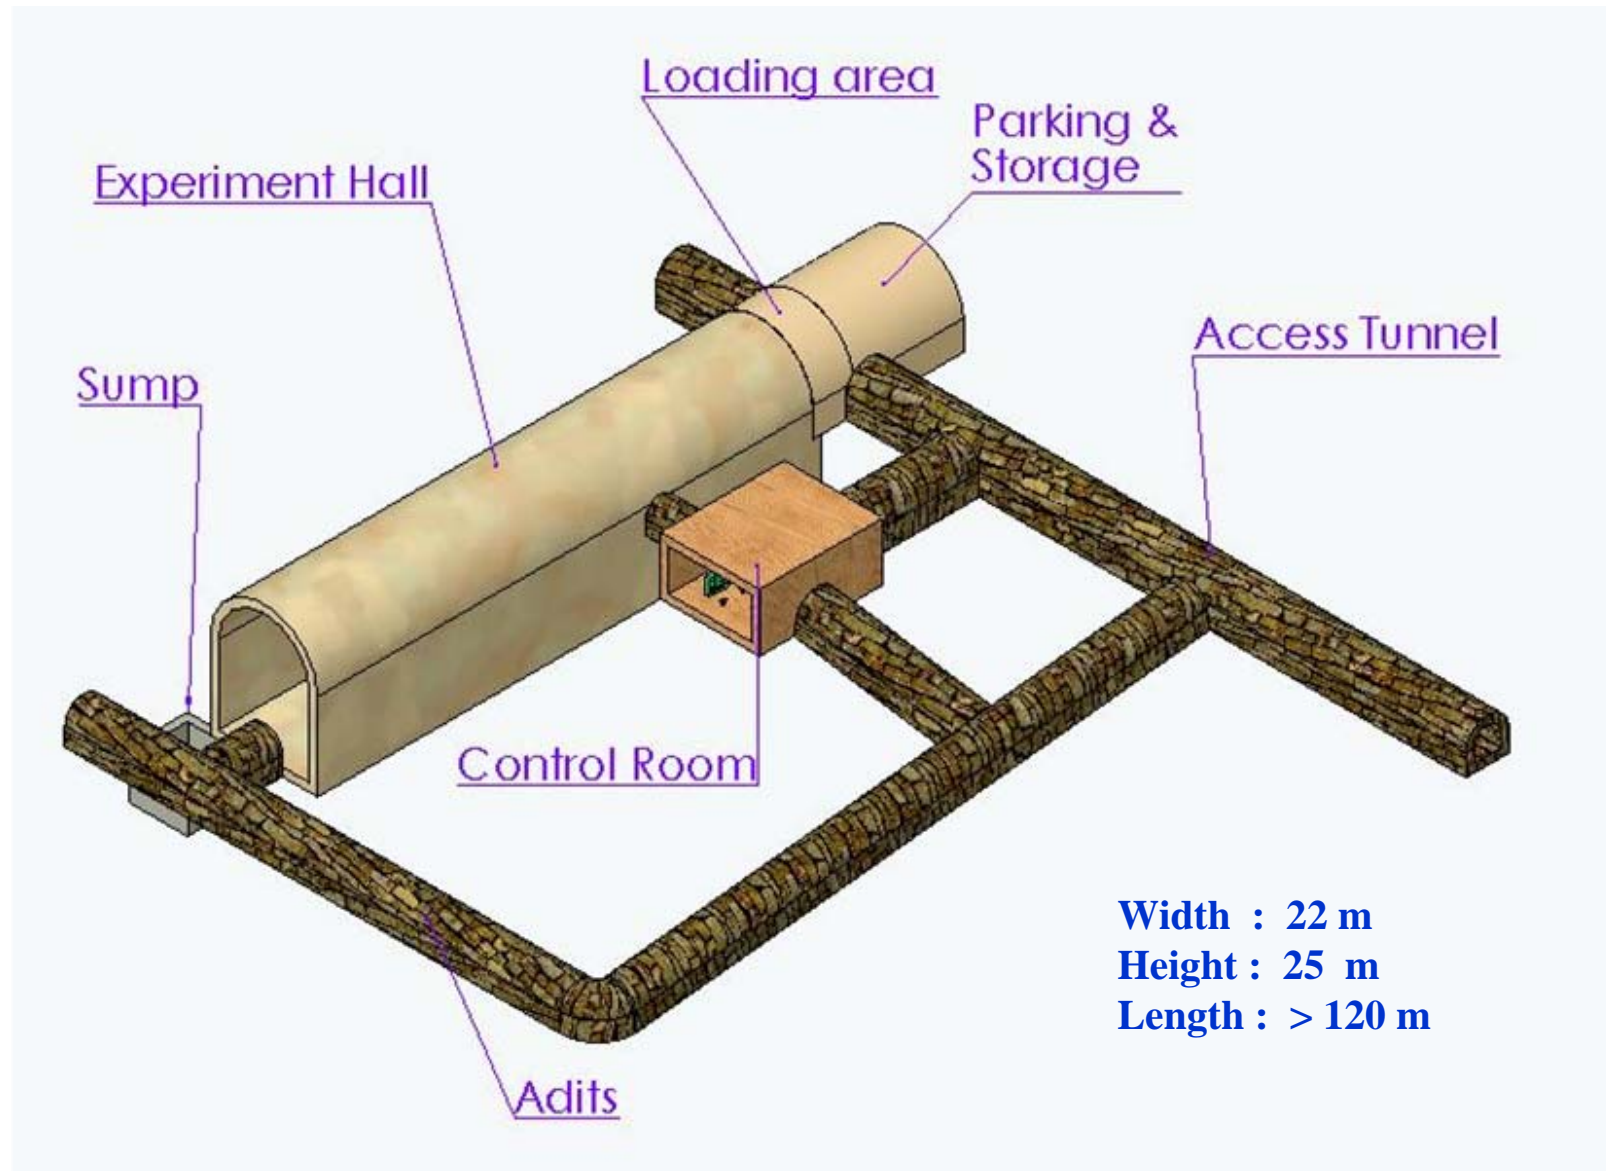 Loading area
Parking &
Storage
Experiment Hall
Access Tunnel
Sump
Control Room
Width : 22 m
Height : 25 m
Length : > 120 m
Adits